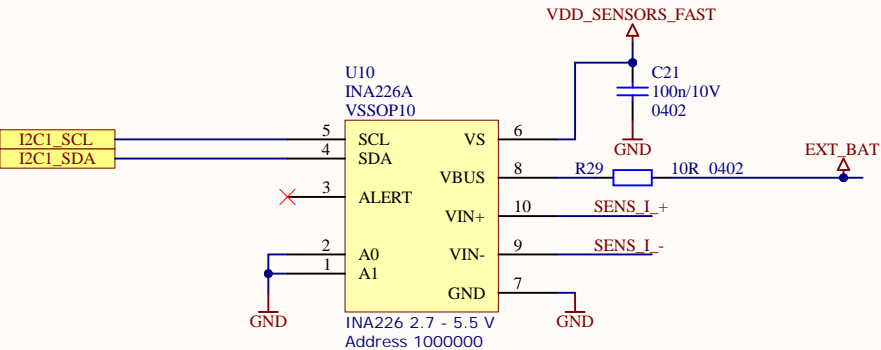 VDD_SENSORS_FAST
U10
INA226A
VSSOP10
C21
100n/10V
0402
GND
I2C1_SCL
I2C1_SDA
5
SCL
4
SDA
3
ALERT
2
A0
1
A1
VS
6
VBUS
8
R29
10R 0402
EXT_BAT
VIN+
10
SENS_I_+
VIN-
9
SENS_I_-
GND
7
GND
GND
INA226 2.7 - 5.5 V
Address 1000000